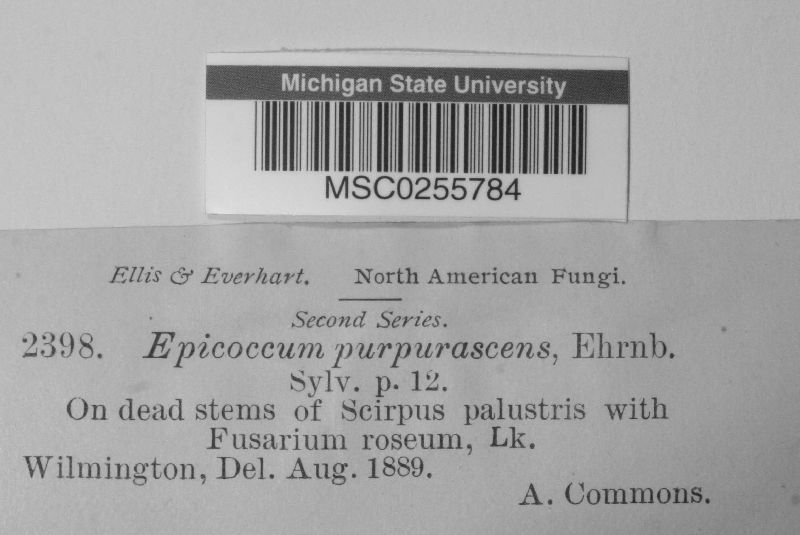 Michigan State University
MSC0255784
Ellis & Everhart. North American Fungi.
Second Series.
2398. Epicoccum purpurascens, Ehrnb.
Sylv. p. 12.
On dead stems of Scirpus palustris with
Fusarium roseum, Lk.
Wilmington, Del. Aug. 1889.
A. Commons.